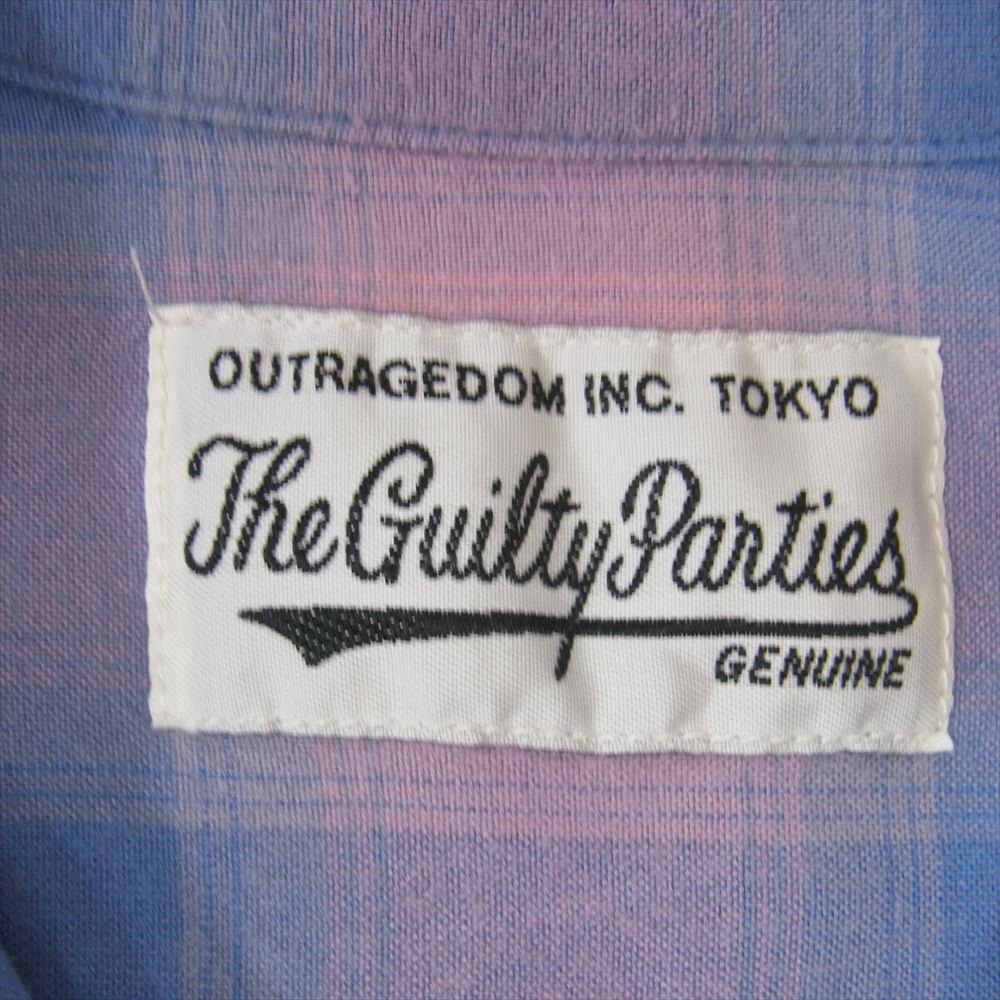 OUTRAGEDOM INC. TOKYO
The Guilty Parties
GENUINE